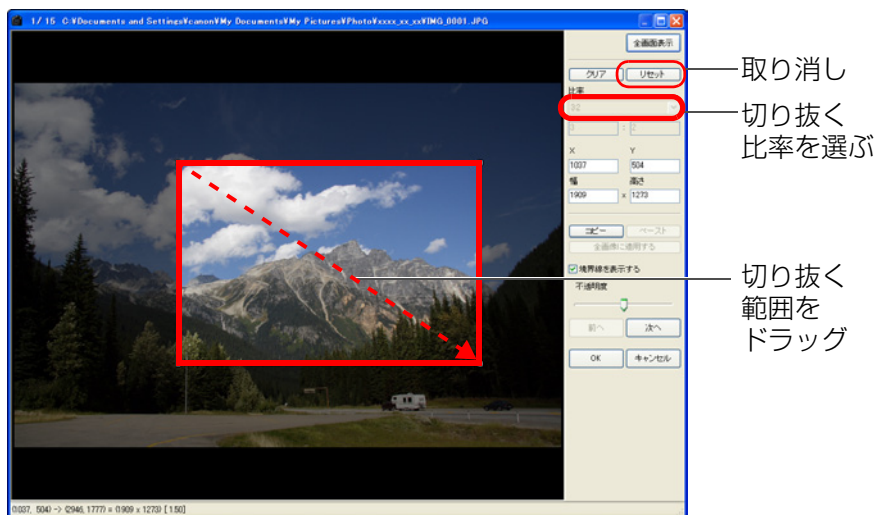 1/ 15 C:¥Documents and Settings¥canon¥My Documents¥My Pictures¥Photo¥xxxx_xx_xx¥IMG_0001.JPG
全画面表示
クリア リセット
取り消し
比率
3:2
3 : 2
切り抜く
比率を選ぶ
X Y
1037 504
幅 高さ
1909 x 1273
コピー ペースト
全画像に適用する
境界線を表示する
不透明度
切り抜く
範囲を
ドラッグ
前へ 次へ
OK キャンセル
(1037, 504) -> (2946, 1777) = (1909 x 1273) [ 1.50]